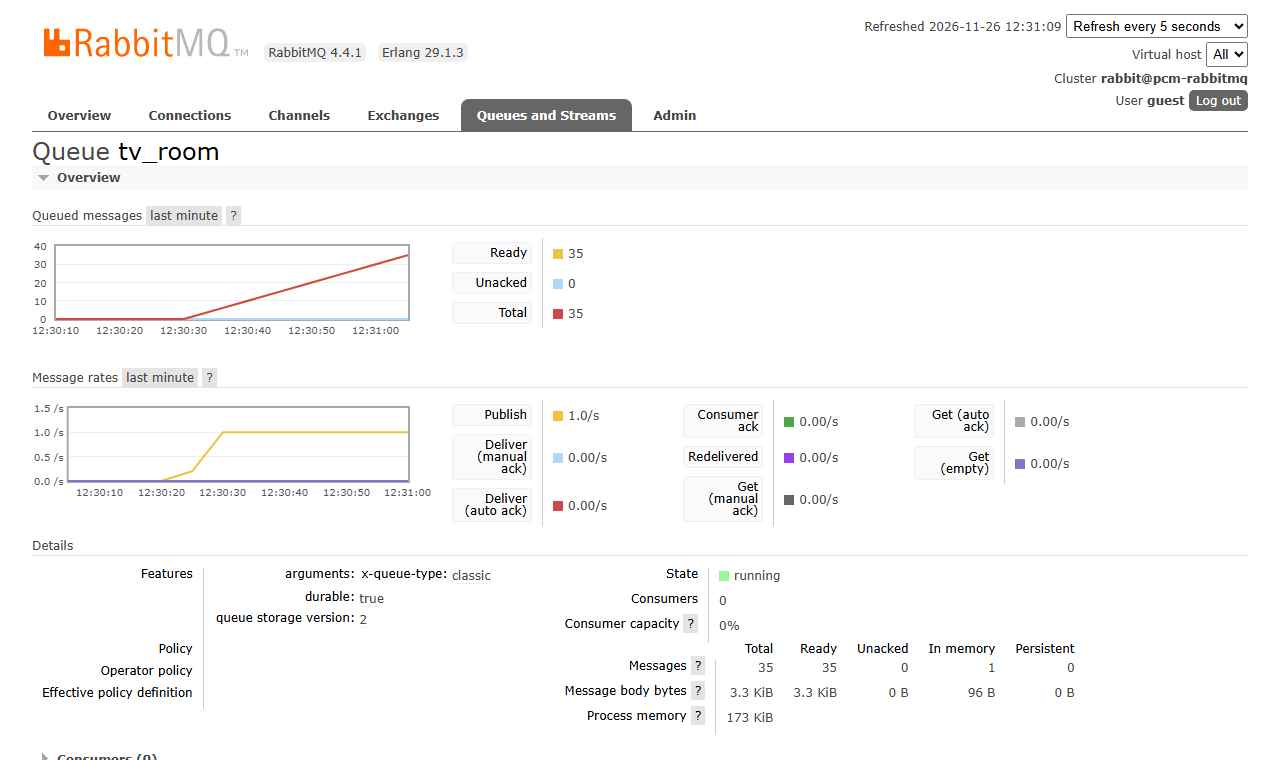 RabbitMQ TM
RabbitMQ 4.4.1
Erlang 29.1.3
Refreshed 2026-11-26 12:31:09
Refresh every 5 seconds
Virtual host All
Cluster rabbit@pcm-rabbitmq
User guest Log out
Overview Connections Channels Exchanges Queues and Streams Admin
Queue tv_room
Overview
Queued messages last minute ?
40
30
20
10
0
12:30:10 12:30:20 12:30:30 12:30:40 12:30:50 12:31:00
Ready 35
Unacked 0
Total 35
Message rates last minute ?
1.5 /s
1.0 /s
0.5 /s
0.0 /s
12:30:10 12:30:20 12:30:30 12:30:40 12:30:50 12:31:00
Publish 1.0/s
Deliver
(manual 0.00/s
ack)
Deliver
(auto ack) 0.00/s
Consumer
ack 0.00/s
Redelivered 0.00/s
Get
(manual 0.00/s
ack)
Get (auto
ack) 0.00/s
Get
(empty) 0.00/s
Details
Features
arguments: x-queue-type: classic
durable: true
queue storage version: 2
Policy
Operator policy
Effective policy definition
State running
Consumers 0
Consumer capacity ? 0%
Total Ready Unacked In memory Persistent
Messages ? 35 35 0 1 0
Message body bytes ? 3.3 KiB 3.3 KiB 0 B 96 B 0 B
Process memory ? 173 KiB
Consumers (0)